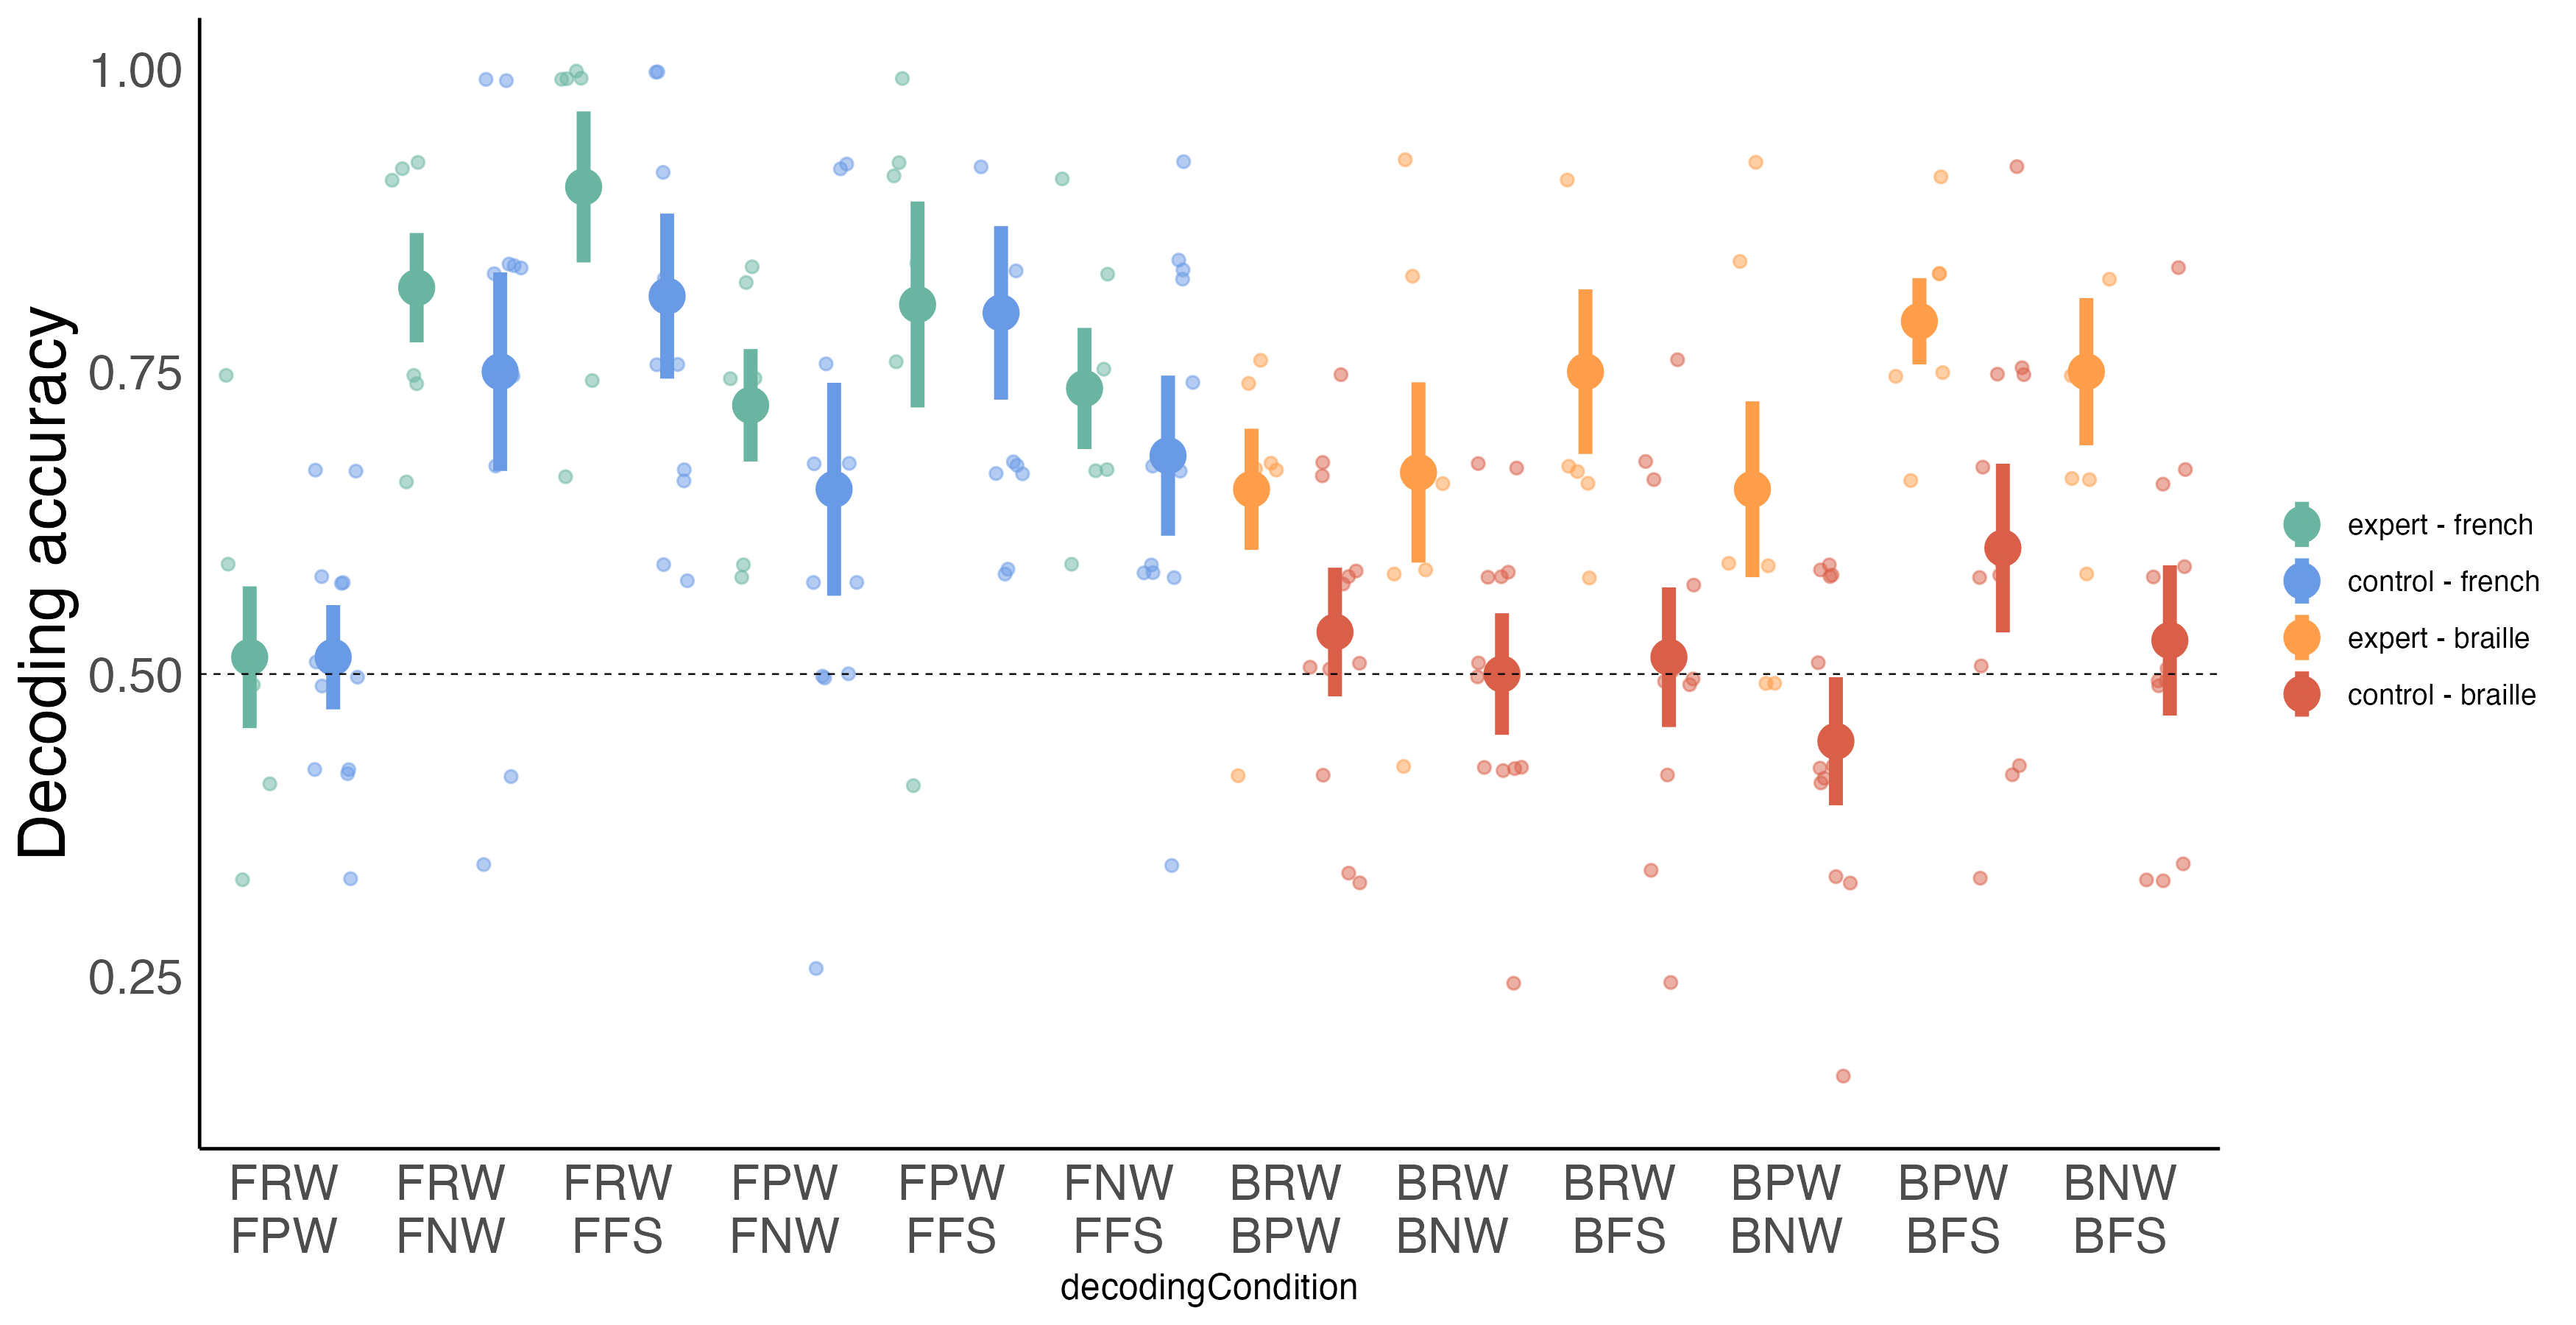 Decoding accuracy
1.00
0.75
0.50
0.25
FRW FRW FRW FPW FPW FNW BRW BRW BRW BPW BPW BNW
FPW FNW FFS FNW FFS FFS BPW BNW BFS BNW BFS BFS
decodingCondition
expert - french
control - french
expert - braille
control - braille